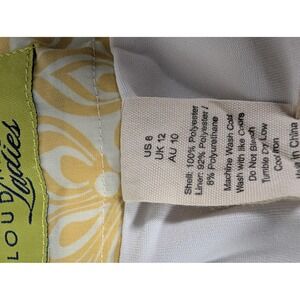 LOUD
Ladies
US 8
UK 12
AU 10
Shell: 100% Polyester
Liner: 92% Polyester /
8% Polyurethane
Machine Wash Cold
Wash with like Colors
Do Not Bleach
Tumble Dry Low
Cool Iron
Made in China